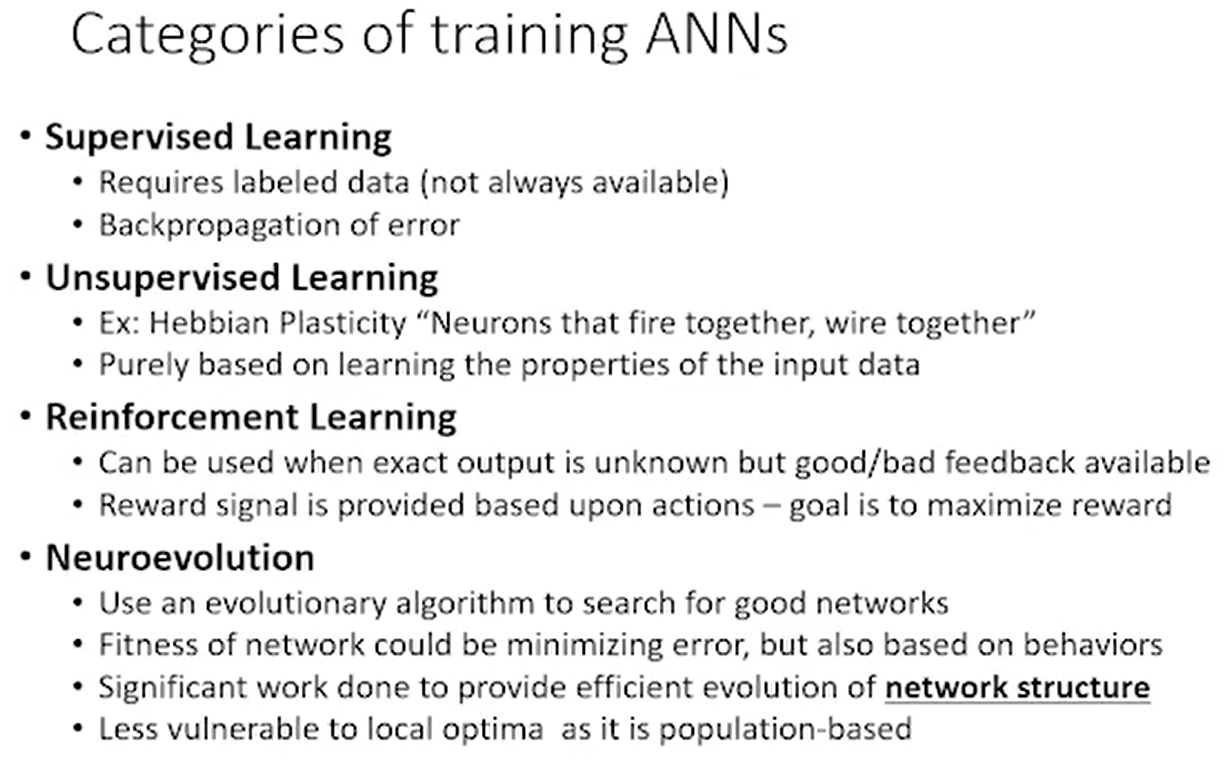 Categories of training ANNs
• Supervised Learning
• Requires labeled data (not always available)
• Backpropagation of error
• Unsupervised Learning
• Ex: Hebbian Plasticity “Neurons that fire together, wire together”
• Purely based on learning the properties of the input data
• Reinforcement Learning
• Can be used when exact output is unknown but good/bad feedback available
• Reward signal is provided based upon actions – goal is to maximize reward
• Neuroevolution
• Use an evolutionary algorithm to search for good networks
• Fitness of network could be minimizing error, but also based on behaviors
• Significant work done to provide efficient evolution of network structure
• Less vulnerable to local optima as it is population-based